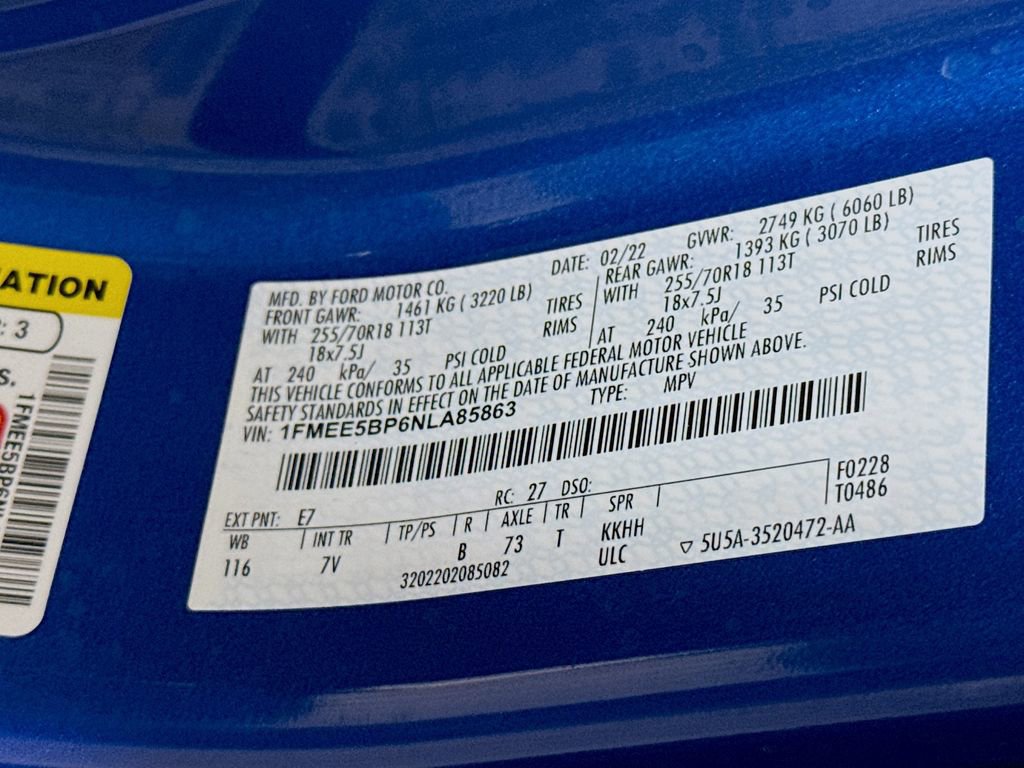 ATION
: 3
S.
1FMEE5BP6N
MFD. BY FORD MOTOR CO.
DATE: 02/22 GVWR: 2749 KG ( 6060 LB)
FRONT GAWR: 1461 KG ( 3220 LB)
WITH 255/70R18 113T TIRES
18x7.5J RIMS
AT 240 kPa/ 35 PSI COLD
REAR GAWR: 1393 KG ( 3070 LB)
WITH 255/70R18 113T TIRES
18x7.5J RIMS
AT 240 kPa/ 35 PSI COLD
THIS VEHICLE CONFORMS TO ALL APPLICABLE FEDERAL MOTOR VEHICLE
SAFETY STANDARDS IN EFFECT ON THE DATE OF MANUFACTURE SHOWN ABOVE.
VIN: 1FMEE5BP6NLA85863 TYPE: MPV
EXT PNT: E7 RC: 27 DSO: F0228
WB INT TR TP/PS R AXLE TR SPR T0486
116 7V B 73 T KKHH
3202202085082 ULC ▽ 5U5A-3520472-AA